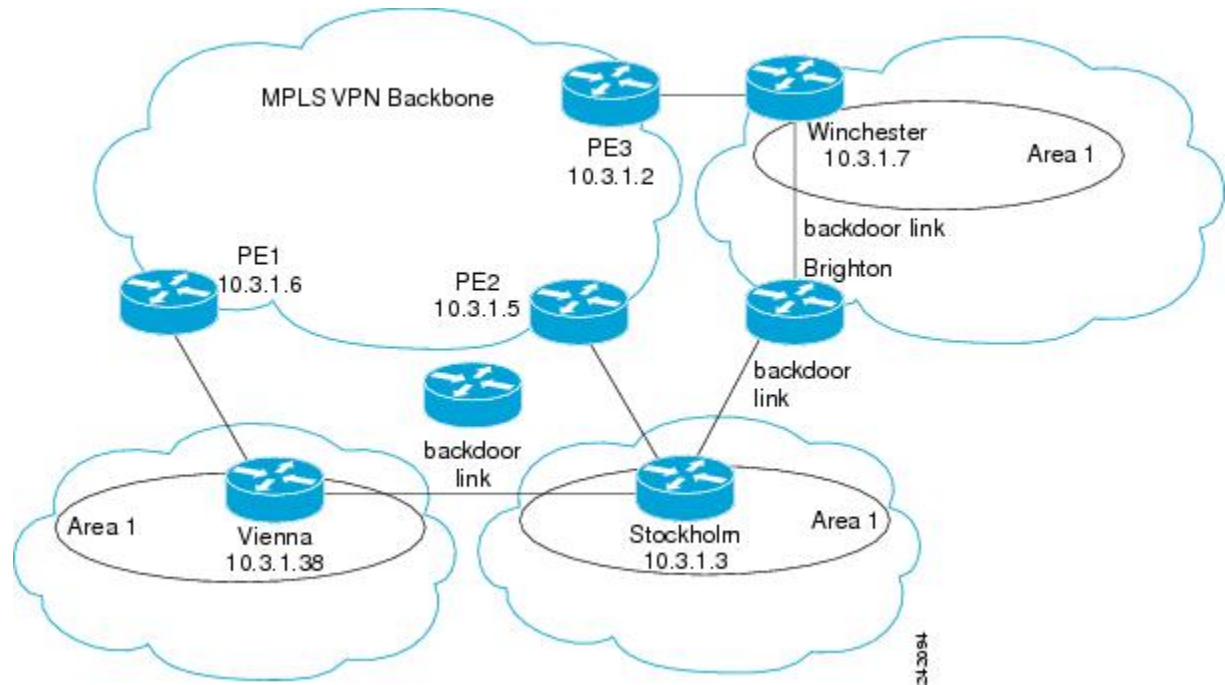 MPLS VPN Backbone
PE3
10.3.1.2
Winchester
10.3.1.7
Area 1
backdoor link
Brighton
PE1
10.3.1.6
PE2
10.3.1.5
backdoor
link
backdoor
link
Area 1
Vienna
10.3.1.38
Stockholm
10.3.1.3
Area 1